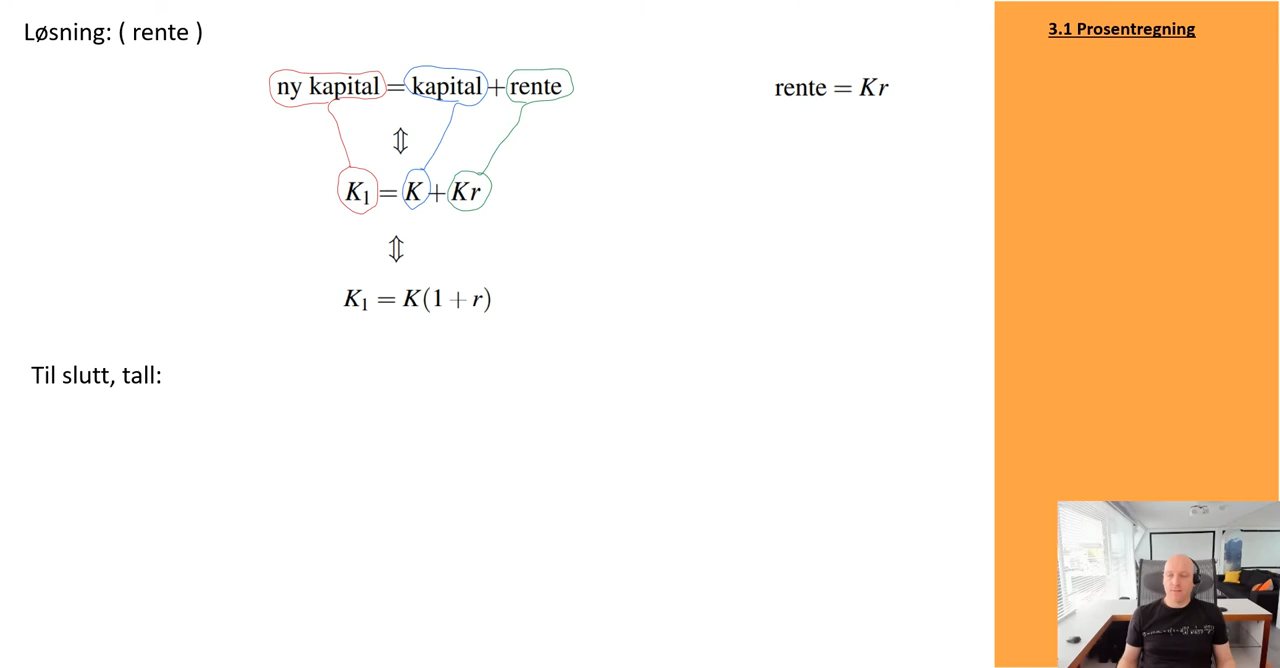 Løsning: ( rente )
3.1 Prosentregning
ny kapital = kapital + rente
rente = Kr
⇕
K₁ = K + Kr
⇕
K₁ = K(1 + r)
Til slutt, tall: